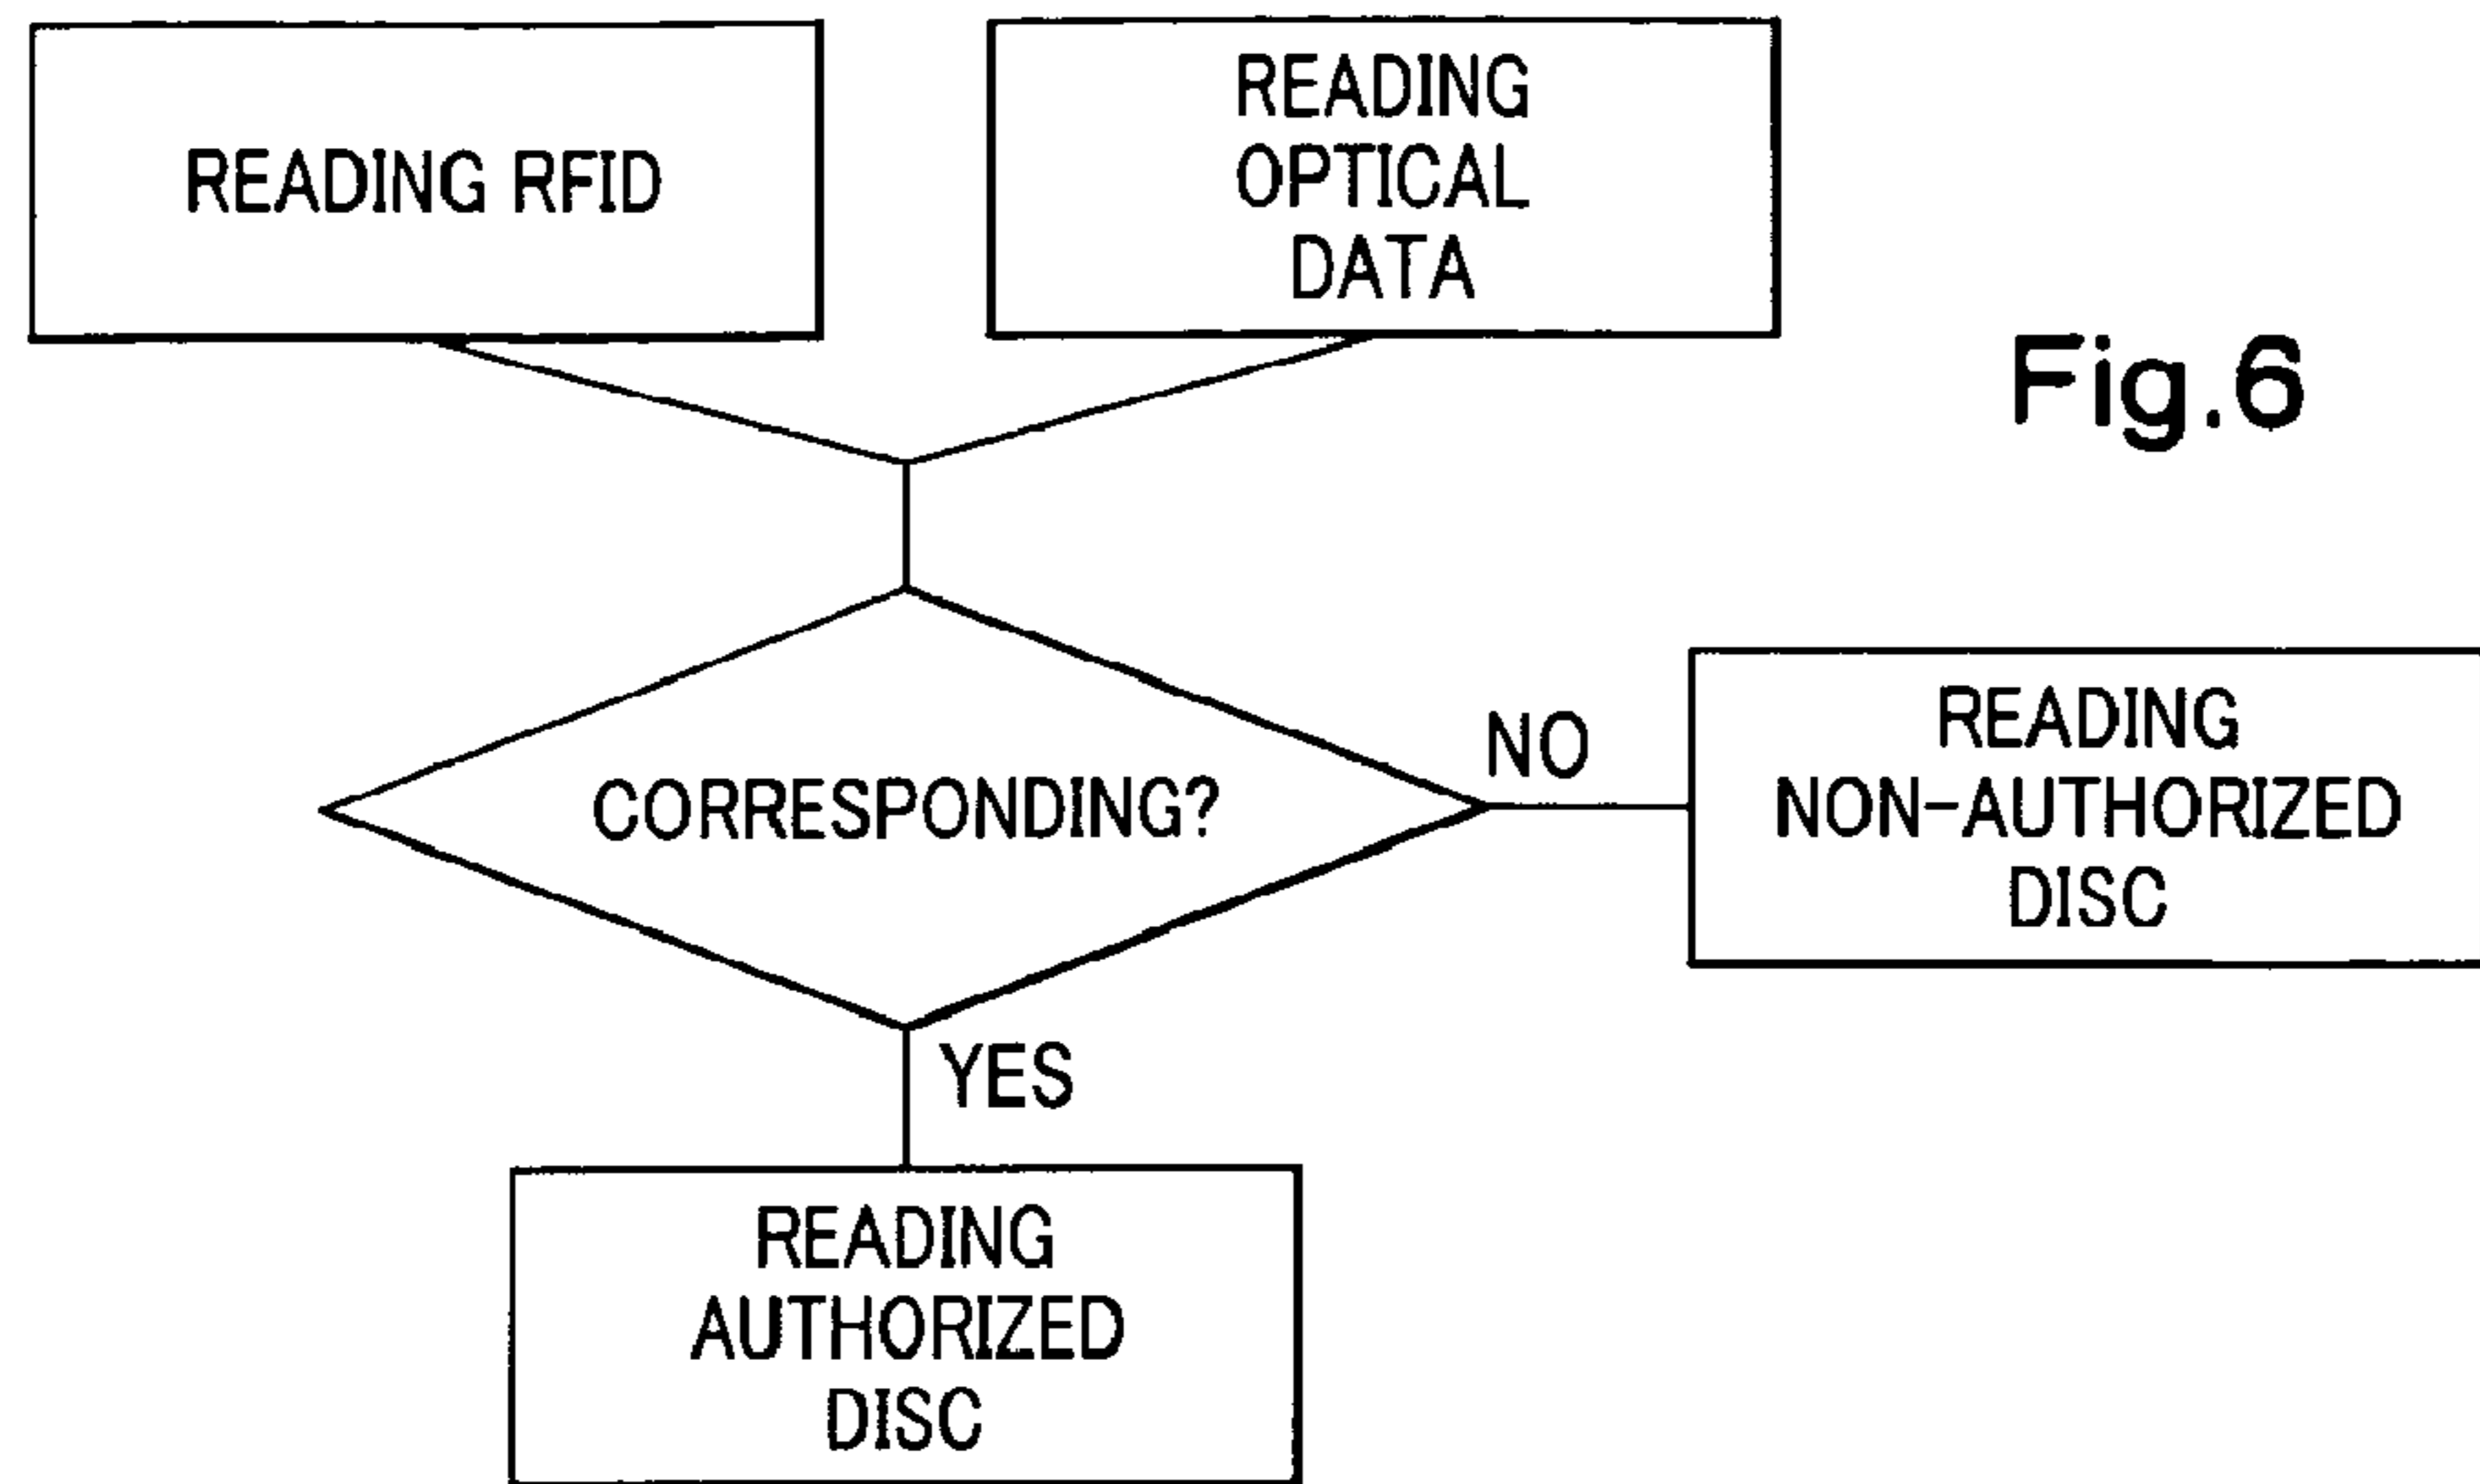 READING RFID
READING
OPTICAL
DATA
Fig.6
CORRESPONDING?
NO
READING
NON-AUTHORIZED
DISC
YES
READING
AUTHORIZED
DISC